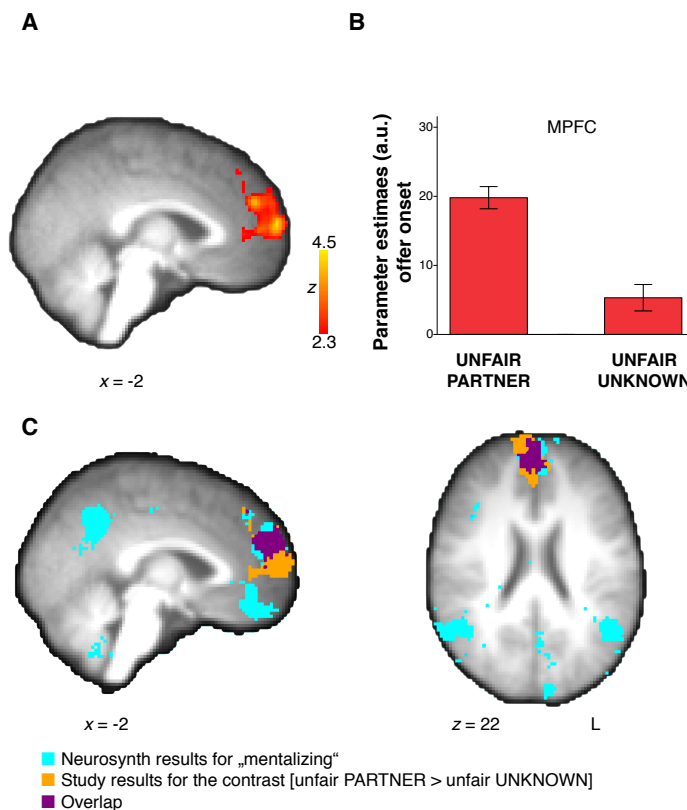 A
B
MPFC
Parameter estimaes (a.u.)
offer onset
30
20
10
0
4.5
z
2.3
UNFAIR
PARTNER
UNFAIR
UNKNOWN
x = -2
C
x = -2
z = 22
L
Neurosynth results for „mentalizing“
Study results for the contrast [unfair PARTNER > unfair UNKNOWN]
Overlap